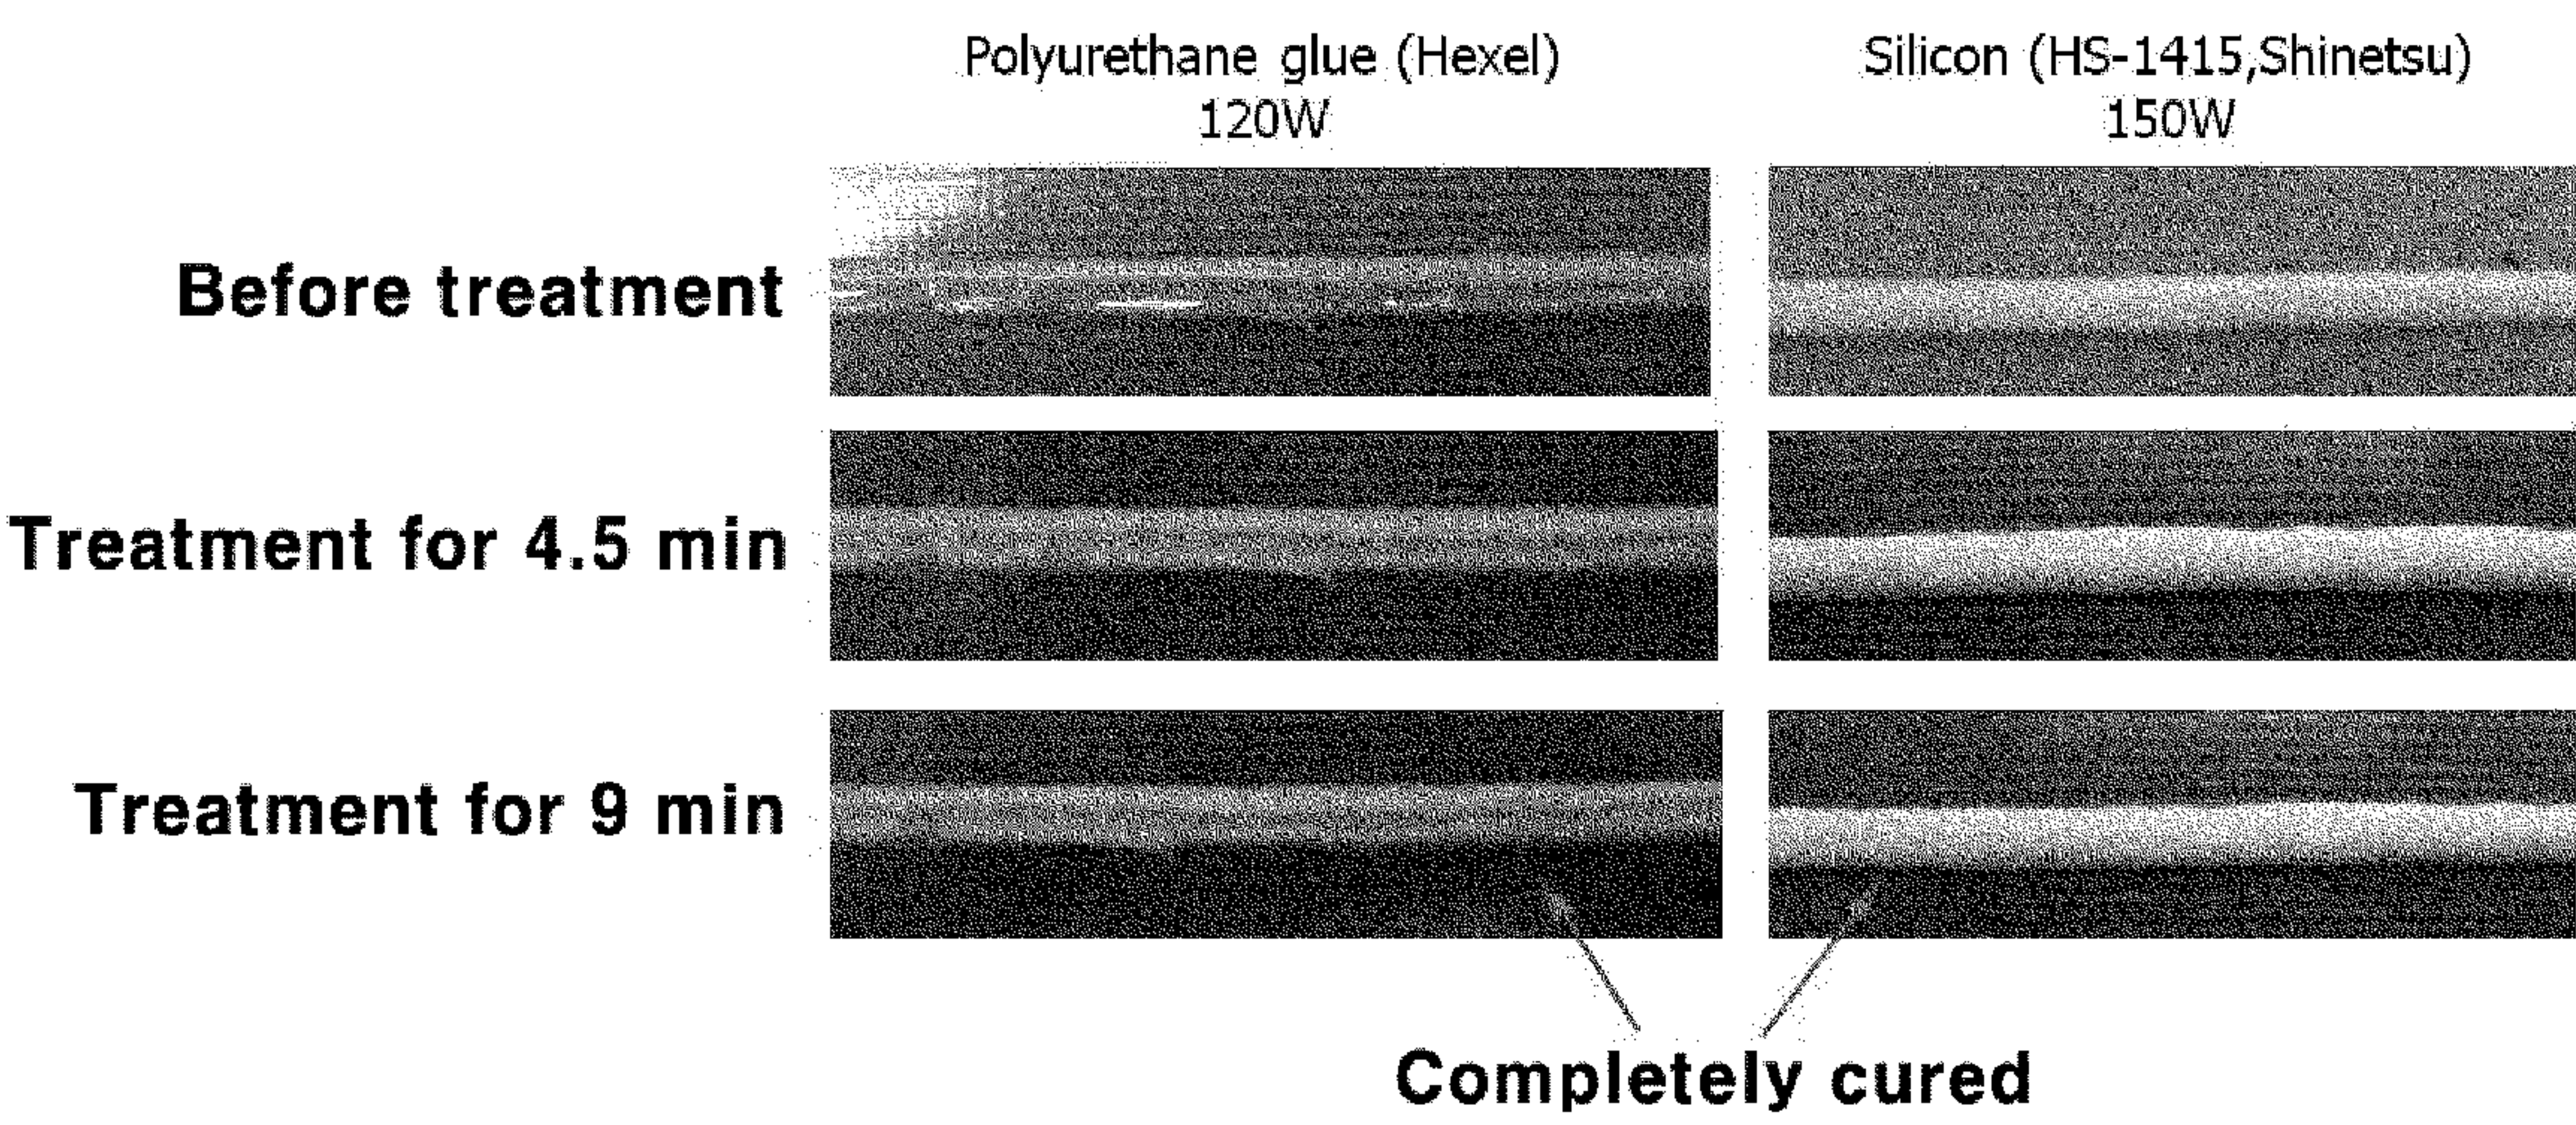 Polyurethane glue (Hexel)
120W
Silicon (HS-1415,Shinetsu)
150W
Before treatment
Treatment for 4.5 min
Treatment for 9 min
Completely cured